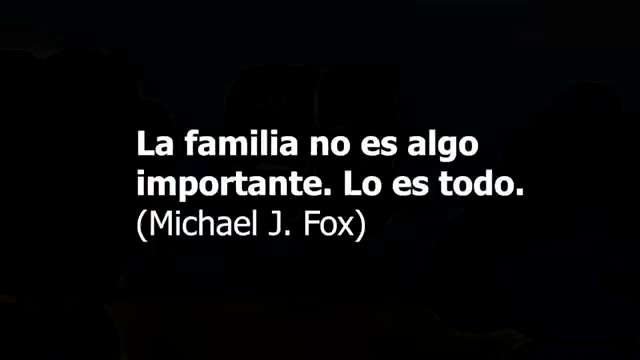 La familia no es algo
importante. Lo es todo.
(Michael J. Fox)